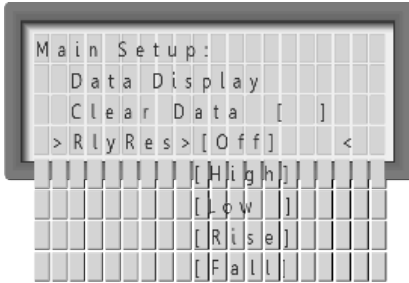 Main Setup:
Data Display
Clear Data [ ]
>RlyRes>[Off] <
[High]
[Low ]
[Rise]
[Fall]